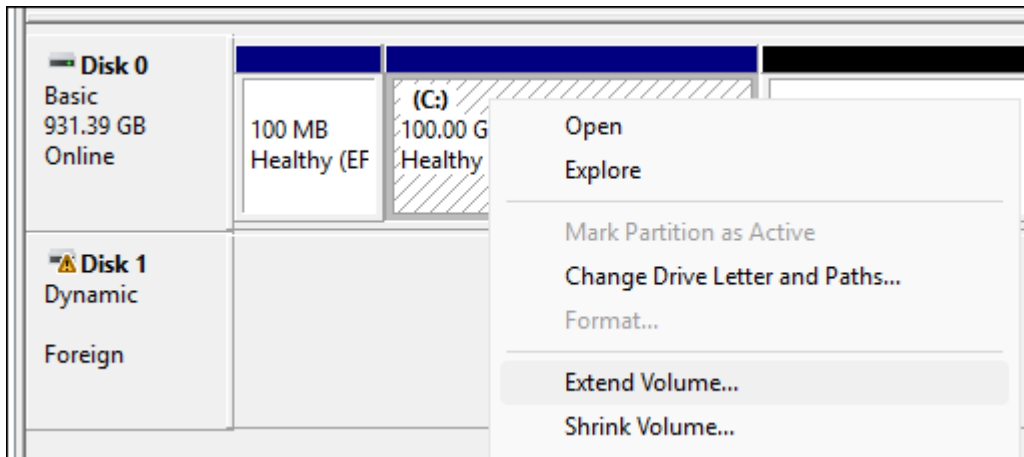 Disk 0
Basic
931.39 GB
Online
100 MB
Healthy (EF
(C:)
100.00 G
Healthy
Open
Explore
Mark Partition as Active
Change Drive Letter and Paths...
Format...
Extend Volume...
Shrink Volume...
Disk 1
Dynamic
Foreign